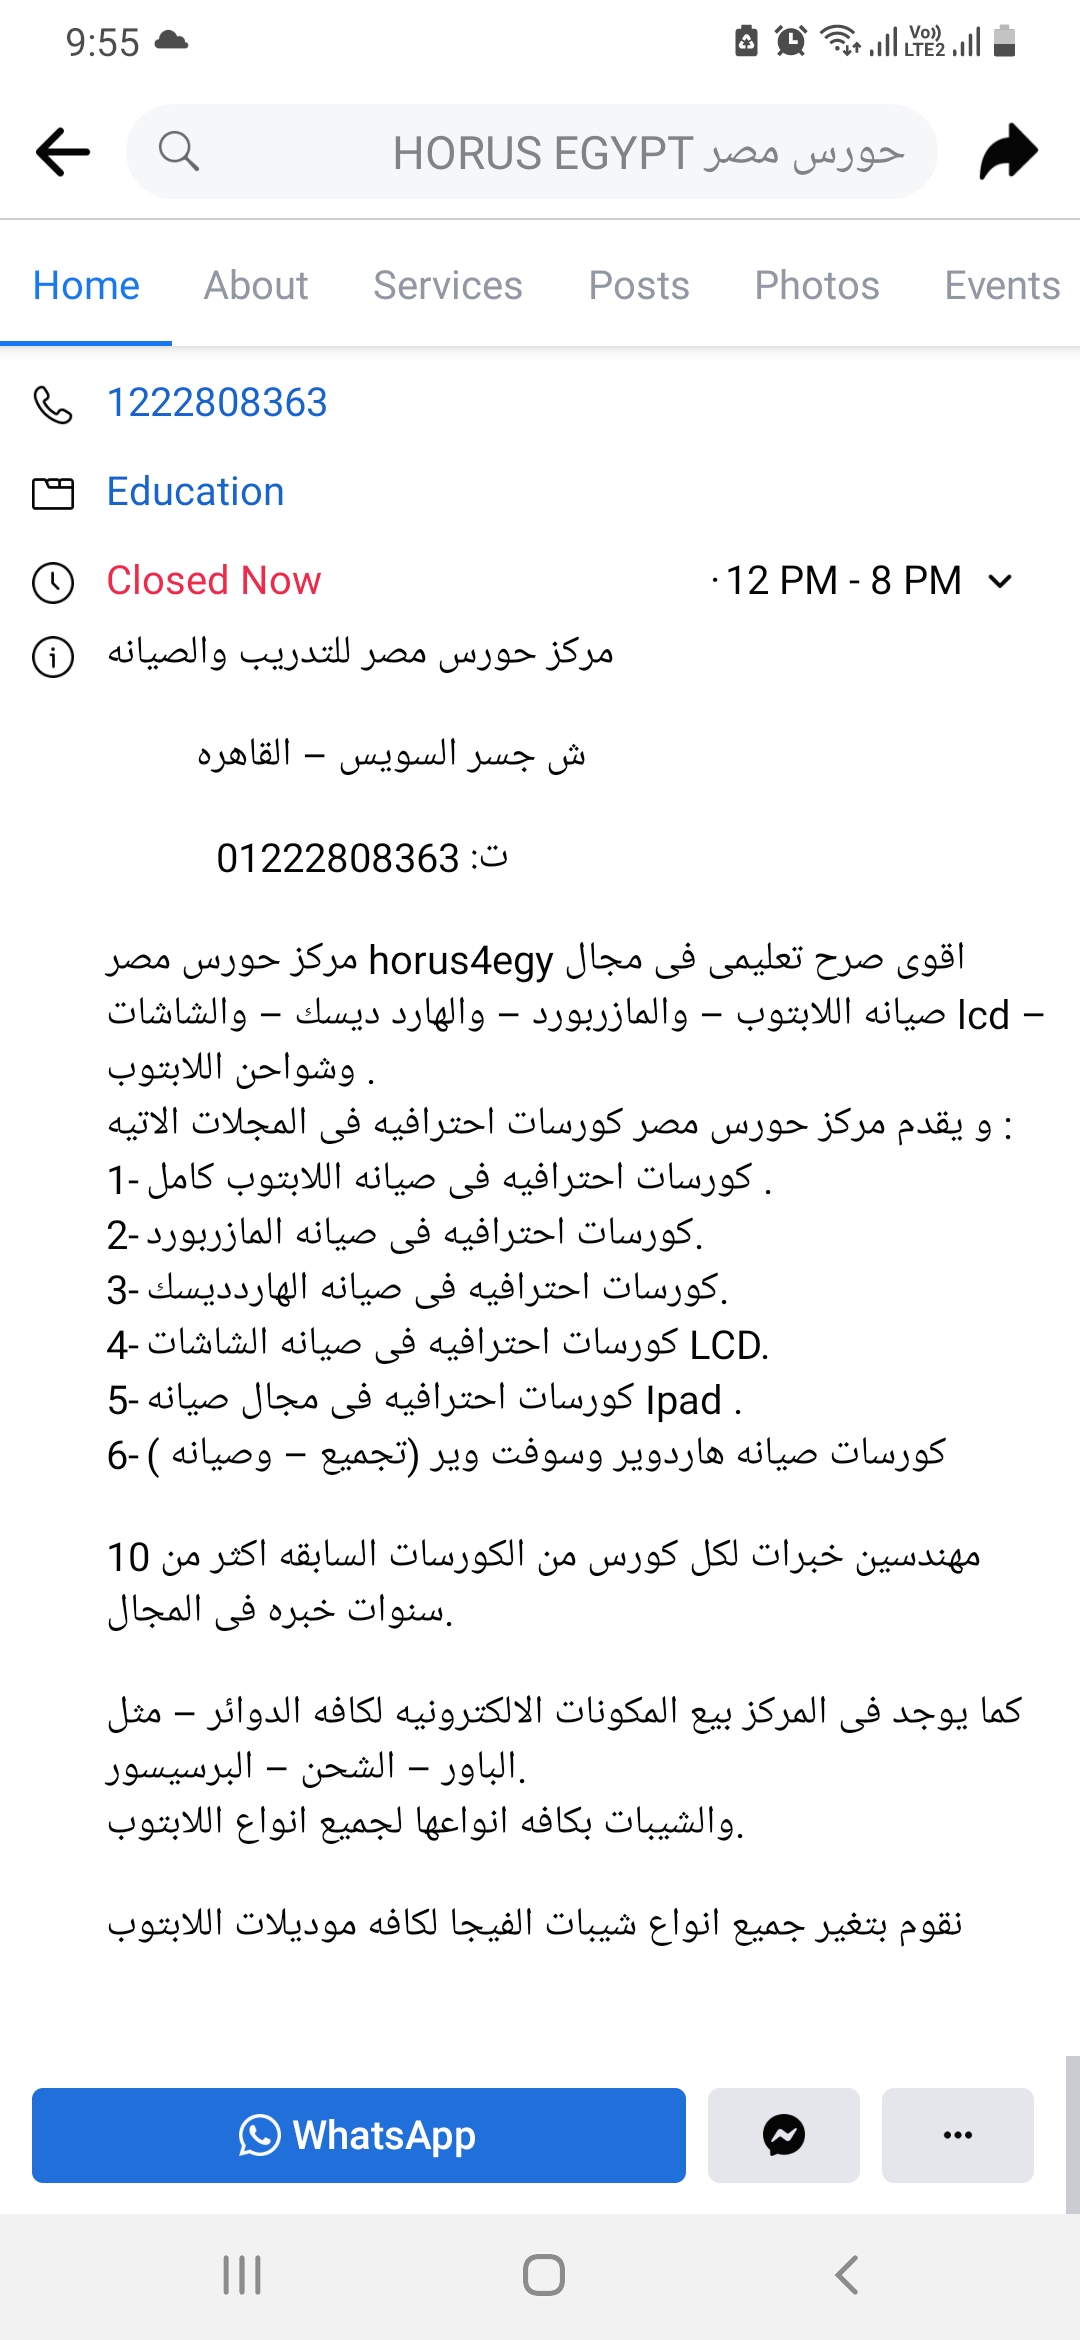 9:55
Vo))
LTE2
حورس مصر HORUS EGYPT
Home About Services Posts Photos Events
1222808363
Education
Closed Now · 12 PM - 8 PM
مركز حورس مصر للتدريب والصيانه
ش جسر السويس – القاهره
ت: 01222808363
مركز حورس مصر horus4egy اقوى صرح تعليمى فى مجال
صيانه اللابتوب – والمازربورد – والهارد ديسك – والشاشات lcd –
وشواحن اللابتوب .
و يقدم مركز حورس مصر كورسات احترافيه فى المجلات الاتيه :
1- كورسات احترافيه فى صيانه اللابتوب كامل .
2- كورسات احترافيه فى صيانه المازربورد.
3- كورسات احترافيه فى صيانه الهاردديسك.
4- كورسات احترافيه فى صيانه الشاشات LCD.
5- كورسات احترافيه فى مجال صيانه Ipad .
6- كورسات صيانه هاردوير وسوفت وير (تجميع – وصيانه )
مهندسين خبرات لكل كورس من الكورسات السابقه اكثر من 10
سنوات خبره فى المجال.
كما يوجد فى المركز بيع المكونات الالكترونيه لكافه الدوائر – مثل
الباور – الشحن – البرسيسور.
والشيبات بكافه انواعها لجميع انواع اللابتوب.
نقوم بتغير جميع انواع شيبات الفيجا لكافه موديلات اللابتوب
WhatsApp